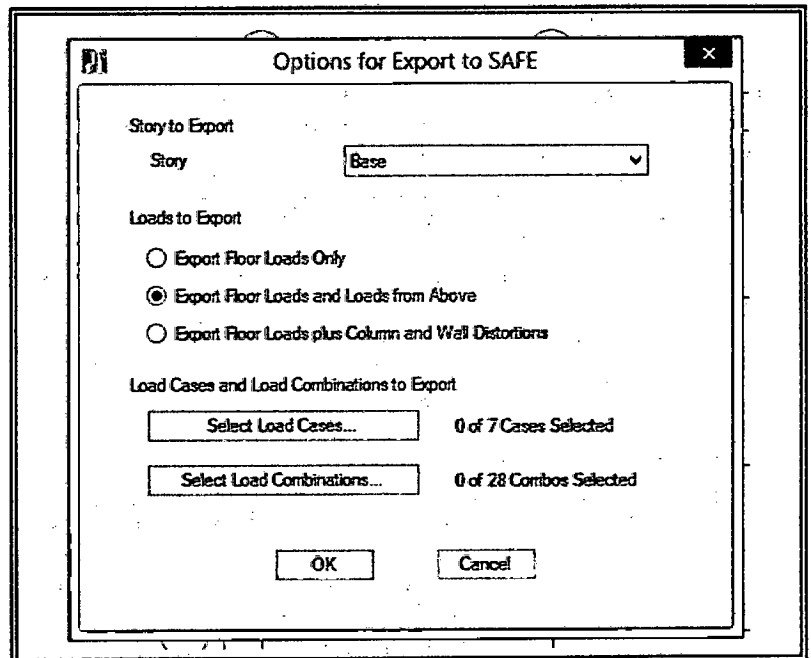 Options for Export to SAFE
Story to Export
Story Base
Loads to Export
Export Floor Loads Only
Export Floor Loads and Loads from Above
Export Floor Loads plus Column and Wall Distortions
Load Cases and Load Combinations to Export
Select Load Cases... 0 of 7 Cases Selected
Select Load Combinations... 0 of 28 Combos Selected
OK Cancel